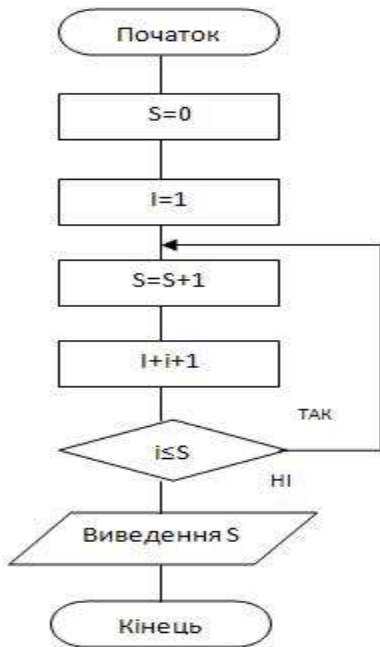 Початок
S=0
I=1
S=S+1
I+i+1
ТАК
i≤S
НІ
Виведення S
Кінець